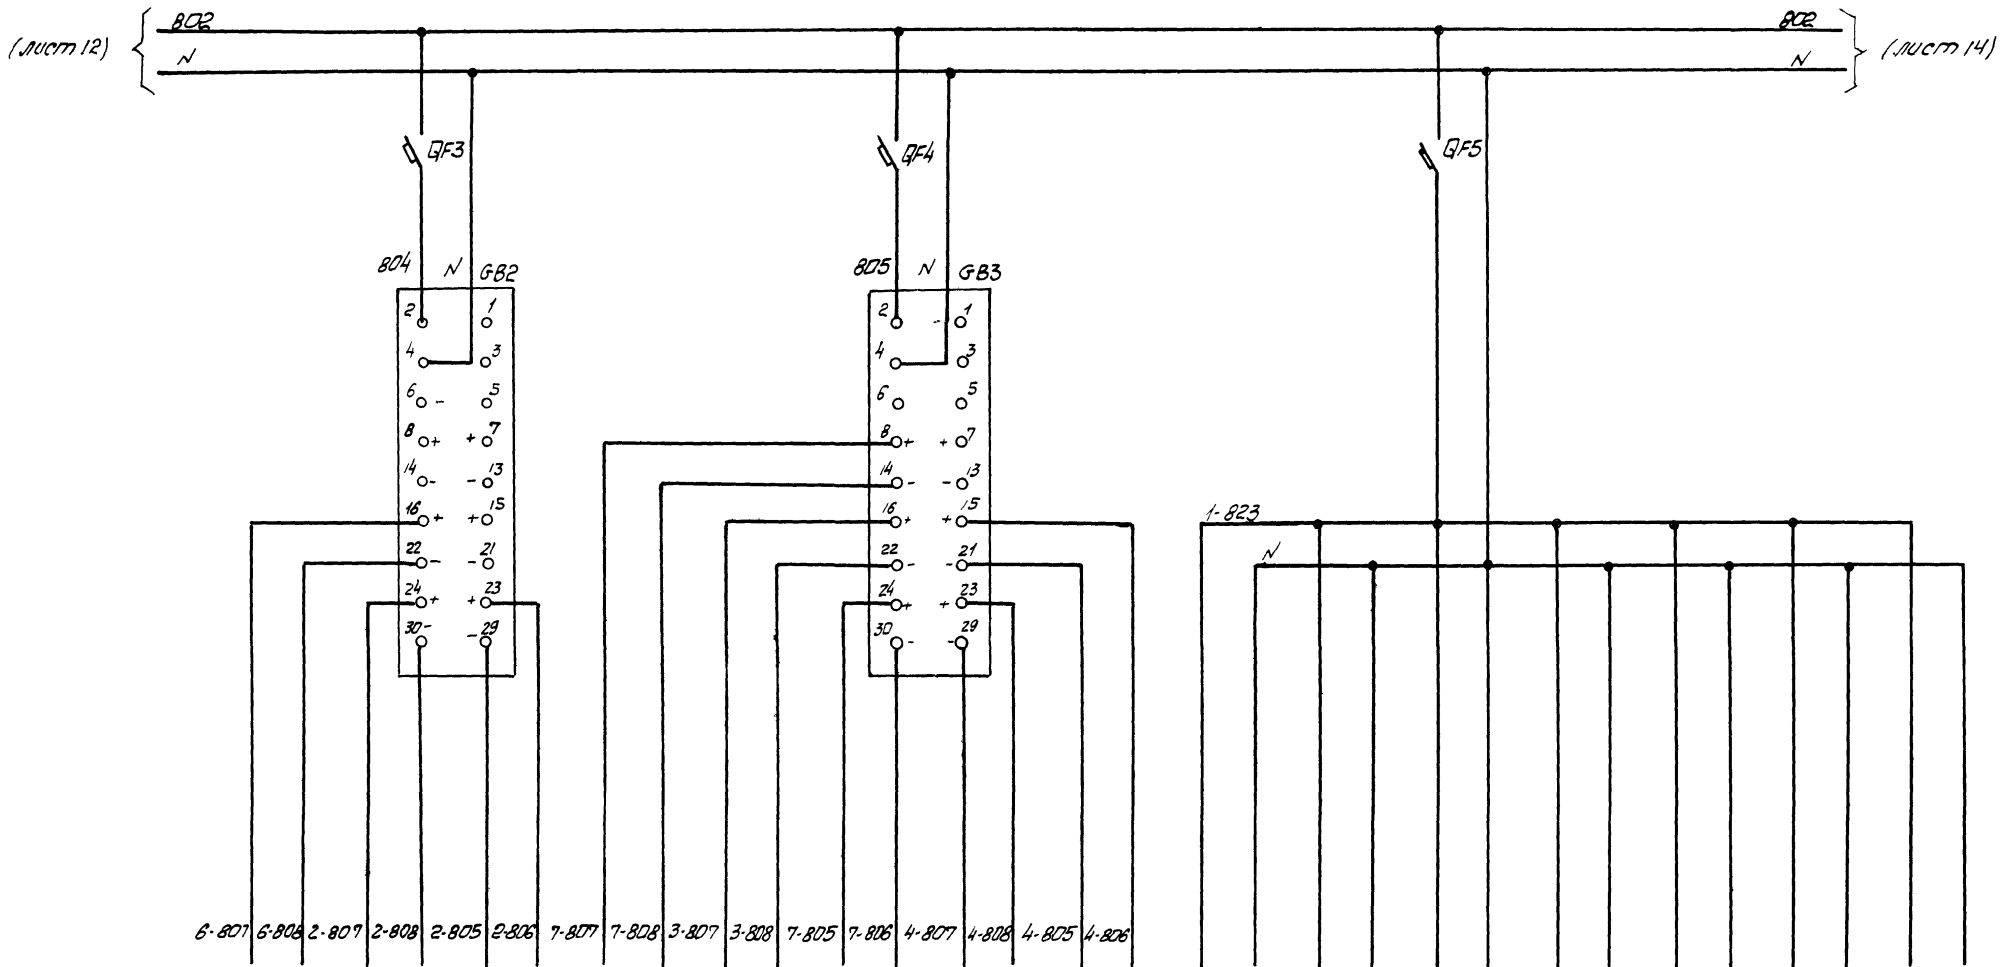 802 802
(лист 12) (лист 14)
N N
QF3 QF4 QF5
804 N GB2 805 N GB3
2 1 2 - 1
4 3 4 3
6 - 5 6 5
8 + + 7 8 + + 7
14 - - 13 14 - - 13
16 + + 15 16 + + 15
1-823
22 - - 21 22 - - 21
N
24 + + 23 24 + + 23
30 - - 29 30 - - 29
6-807 6-808 2-807 2-808 2-805 2-806 7-807 7-808 3-807 3-808 7-805 7-806 4-807 4-808 4-805 4-806